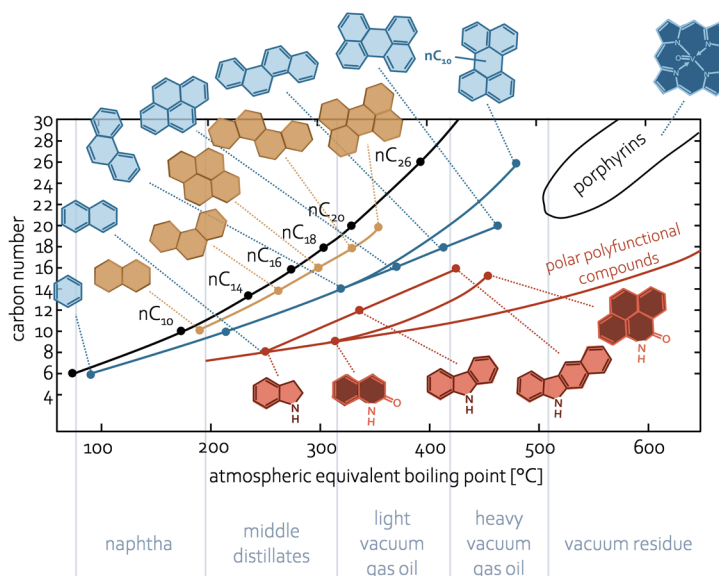 nC10
N
N
O
V
N
N
30
28
26
24
22
20
18
16
14
12
10
8
6
4
carbon number
nC26
nC20
nC18
nC16
nC14
nC10
porphyrins
polar polyfunctional
compounds
N
H
N
H
O
N
H
N
H
N
H
O
100
200
300
400
500
600
atmospheric equivalent boiling point [°C]
naphtha
middle
distillates
light
vacuum
gas oil
heavy
vacuum
gas oil
vacuum residue